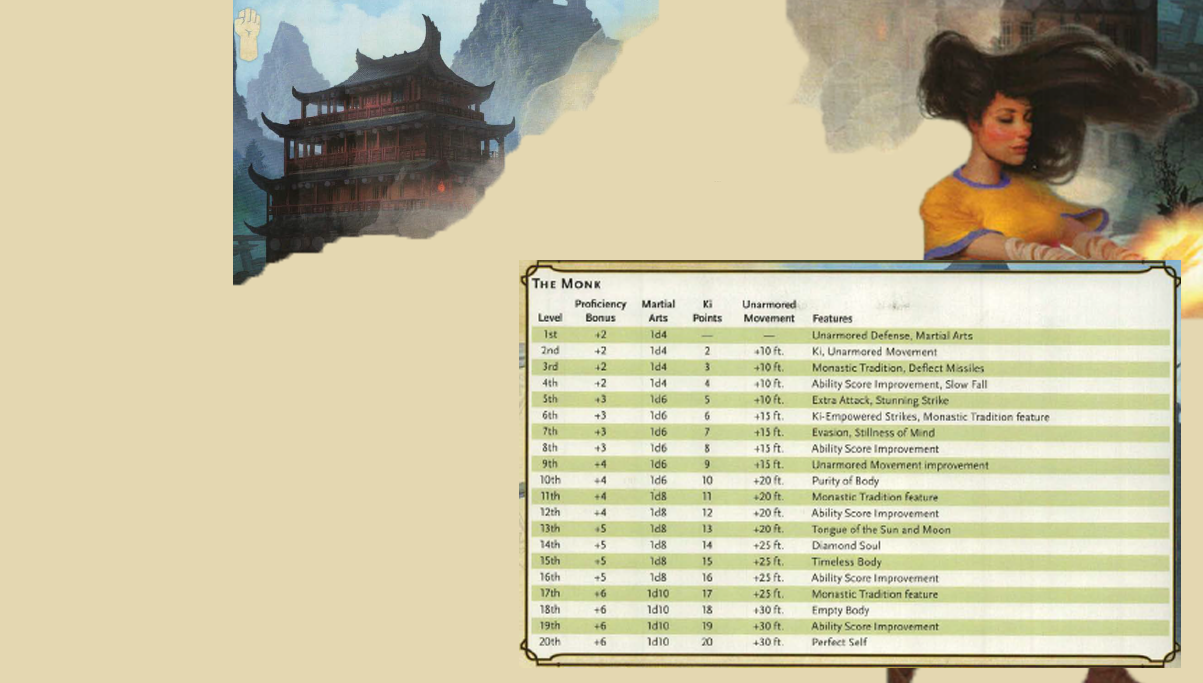 THE MONK
Proficiency Martial Ki Unarmored
Level Bonus Arts Points Movement Features
1st +2 1d4 — — Unarmored Defense, Martial Arts
2nd +2 1d4 2 +10 ft. Ki, Unarmored Movement
3rd +2 1d4 3 +10 ft. Monastic Tradition, Deflect Missiles
4th +2 1d4 4 +10 ft. Ability Score Improvement, Slow Fall
5th +3 1d6 5 +10 ft. Extra Attack, Stunning Strike
6th +3 1d6 6 +15 ft. Ki-Empowered Strikes, Monastic Tradition feature
7th +3 1d6 7 +15 ft. Evasion, Stillness of Mind
8th +3 1d6 8 +15 ft. Ability Score Improvement
9th +4 1d6 9 +15 ft. Unarmored Movement improvement
10th +4 1d6 10 +20 ft. Purity of Body
11th +4 1d8 11 +20 ft. Monastic Tradition feature
12th +4 1d8 12 +20 ft. Ability Score Improvement
13th +5 1d8 13 +20 ft. Tongue of the Sun and Moon
14th +5 1d8 14 +25 ft. Diamond Soul
15th +5 1d8 15 +25 ft. Timeless Body
16th +5 1d8 16 +25 ft. Ability Score Improvement
17th +6 1d10 17 +25 ft. Monastic Tradition feature
18th +6 1d10 18 +30 ft. Empty Body
19th +6 1d10 19 +30 ft. Ability Score Improvement
20th +6 1d10 20 +30 ft. Perfect Self